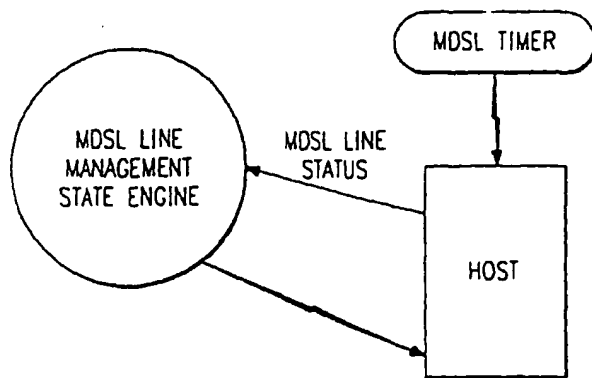 MDSL TIMER
MDSL LINE
MANAGEMENT
STATE ENGINE
MDSL LINE
STATUS
HOST